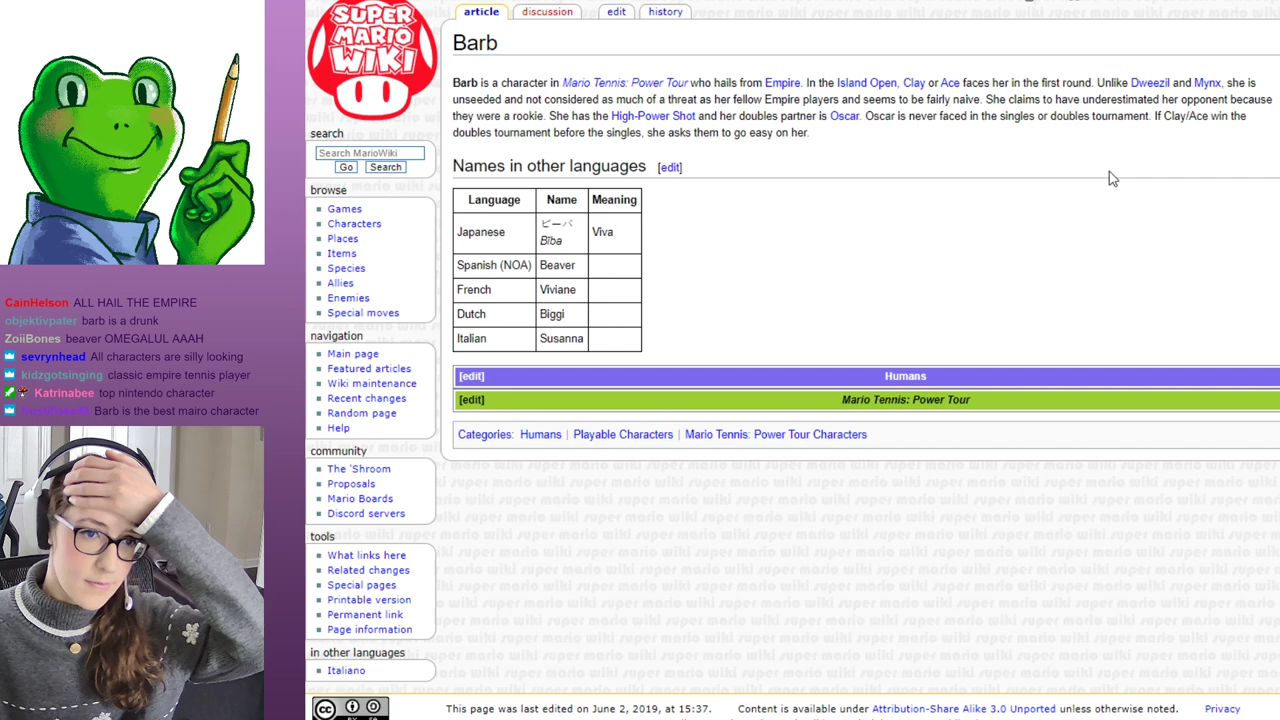 article
discussion
edit
history
SUPER
MARIO
WIKI
Barb
Barb is a character in Mario Tennis: Power Tour who hails from Empire. In the Island Open, Clay or Ace faces her in the first round. Unlike Dweezil and Mynx, she is
unseeded and not considered as much of a threat as her fellow Empire players and seems to be fairly naive. She claims to have underestimated her opponent because
they were a rookie. She has the High-Power Shot and her doubles partner is Oscar. Oscar is never faced in the singles or doubles tournament. If Clay/Ace win the
doubles tournament before the singles, she asks them to go easy on her.
Names in other languages [edit]
Language Name Meaning
Japanese ビーバ Viva
Bība
Spanish (NOA) Beaver
French Viviane
Dutch Biggi
Italian Susanna
[edit] Humans
[edit] Mario Tennis: Power Tour
Categories: Humans | Playable Characters | Mario Tennis: Power Tour Characters
search
Search MarioWiki
Go Search
browse
Games
Characters
Places
Items
Species
Allies
Enemies
Special moves
navigation
Main page
Featured articles
Wiki maintenance
Recent changes
Random page
Help
community
The 'Shroom
Proposals
Mario Boards
Discord servers
tools
What links here
Related changes
Special pages
Printable version
Permanent link
Page information
in other languages
Italiano
CainHelson ALL HAIL THE EMPIRE
objektivpater barb is a drunk
ZoiiBones beaver OMEGALUL AAAH
sevrynhead All characters are silly looking
kidzgotsinging classic empire tennis player
Katrinabee top nintendo character
Barb is the best mairo character
cc
This page was last edited on June 2, 2019, at 15:37. Content is available under Attribution-Share Alike 3.0 Unported unless otherwise noted. Privacy